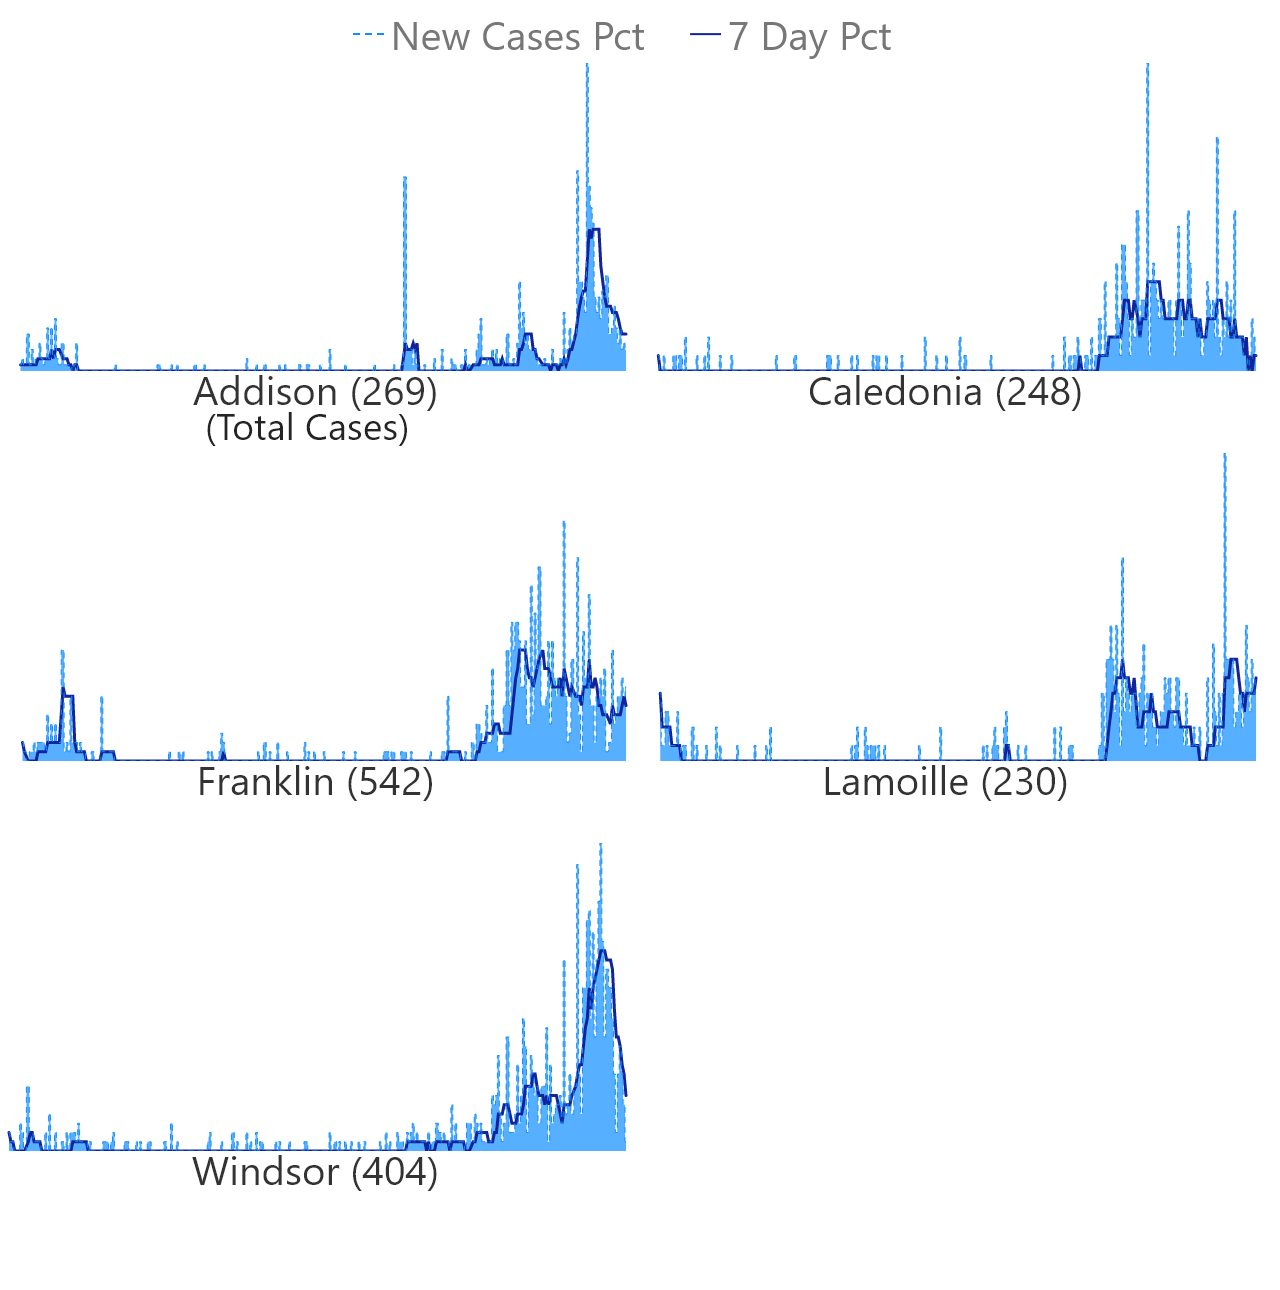 New Cases Pct 7 Day Pct
Addison (269) Caledonia (248)
(Total Cases)
Franklin (542) Lamoille (230)
Windsor (404)